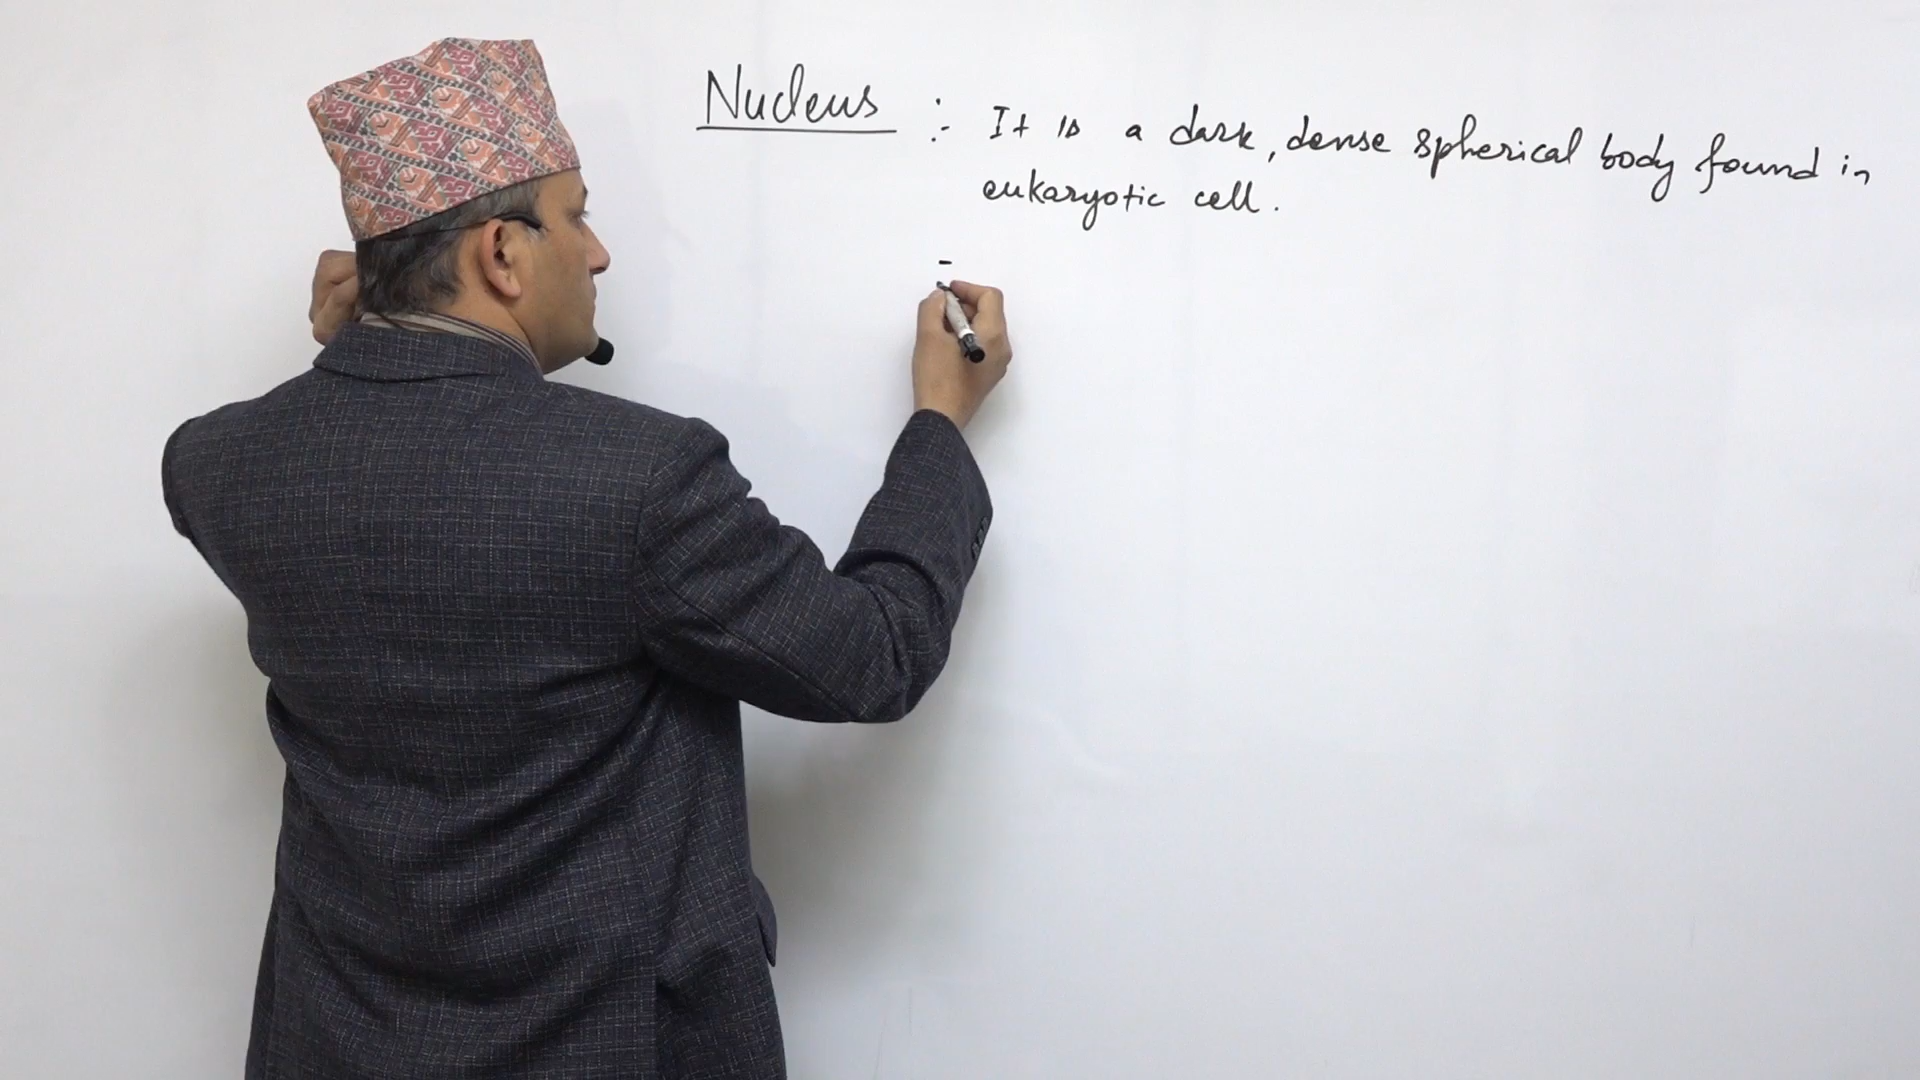 Nucleus :- It is a dark, dense spherical body found in
eukaryotic cell.
-